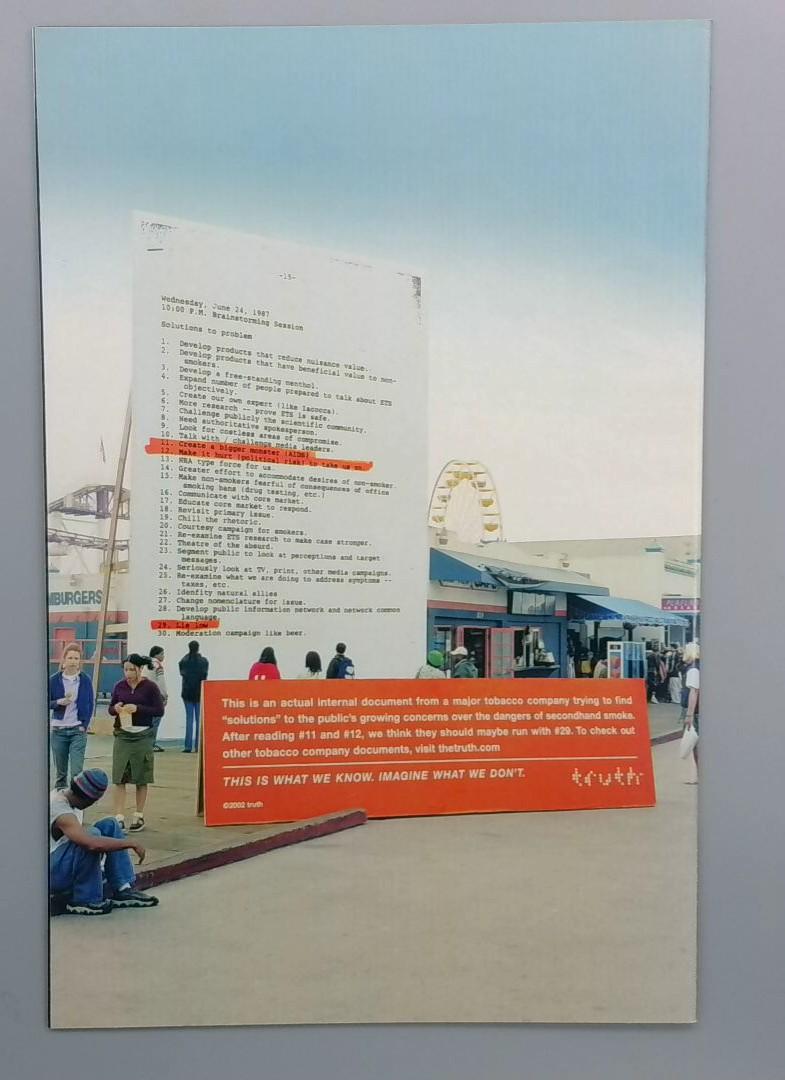 -15-
Wednesday, June 24, 1987
10:00 P.M. Brainstorming Session
Solutions to problem
1. Develop products that reduce nuisance value.
2. Develop products that have beneficial value to non-
smokers.
3. Develop a free-standing menthol.
4. Expand number of people prepared to talk about ETS
objectively.
5. Create our own expert (like Iacocca).
6. More research -- prove ETS is safe.
7. Challenge publicly the scientific community.
8. Need authoritative spokesperson.
9. Look for costless areas of compromise.
10. Talk with / challenge media leaders.
11. Create a bigger monster (AIDS)
12. Make it hurt (political risk) to take us on.
13. NRA type force for us.
14. Greater effort to accommodate desires of non-smoker.
15. Make non-smokers fearful of consequences of office
smoking bans (drug testing, etc.)
16. Communicate with core market.
17. Educate core market to respond.
18. Revisit primary issue.
19. Chill the rhetoric.
20. Courtesy campaign for smokers.
21. Re-examine ETS research to make case stronger.
22. Theatre of the absurd.
23. Segment public to look at perceptions and target
messages.
24. Seriously look at TV, print, other media campaigns.
25. Re-examine what we are doing to address symptoms --
taxes, etc.
26. Idenfity natural allies
27. Change nomenclature for issue.
28. Develop public information network and network common
language.
29. Lie low
30. Moderation campaign like beer.
MBURGERS
This is an actual internal document from a major tobacco company trying to find
"solutions" to the public's growing concerns over the dangers of secondhand smoke.
After reading #11 and #12, we think they should maybe run with #29. To check out
other tobacco company documents, visit thetruth.com
THIS IS WHAT WE KNOW. IMAGINE WHAT WE DON'T.
truth
©2002 truth